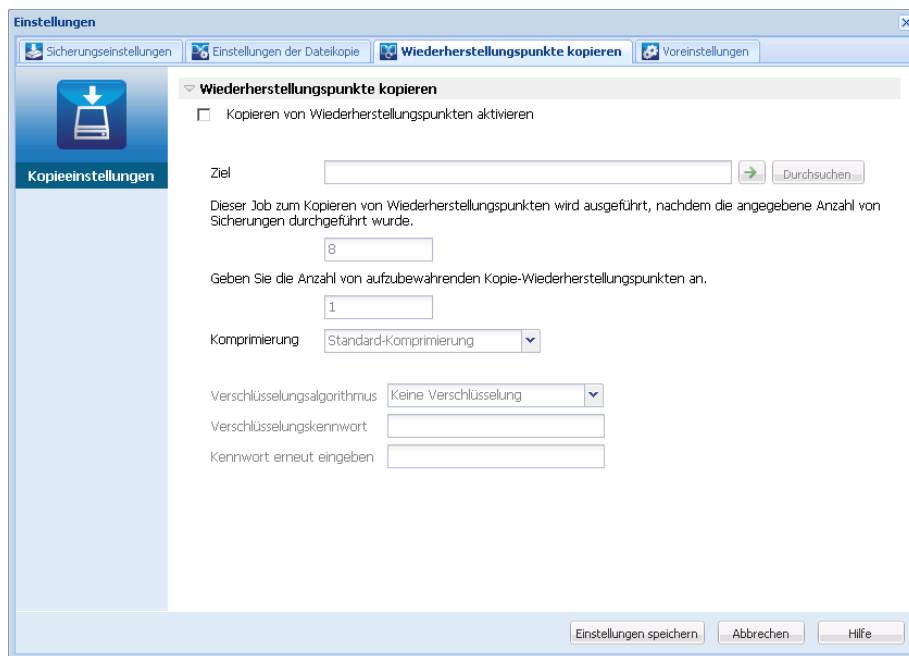 Einstellungen
Sicherungseinstellungen
Einstellungen der Dateikopie
Wiederherstellungspunkte kopieren
Voreinstellungen
Kopieeinstellungen
Wiederherstellungspunkte kopieren
Kopieren von Wiederherstellungspunkten aktivieren
Ziel
Durchsuchen
Dieser Job zum Kopieren von Wiederherstellungspunkten wird ausgeführt, nachdem die angegebene Anzahl von
Sicherungen durchgeführt wurde.
8
Geben Sie die Anzahl von aufzubewahrenden Kopie-Wiederherstellungspunkten an.
1
Komprimierung
Standard-Komprimierung
Verschlüsselungsalgorithmus
Keine Verschlüsselung
Verschlüsselungskennwort
Kennwort erneut eingeben
Einstellungen speichern
Abbrechen
Hilfe